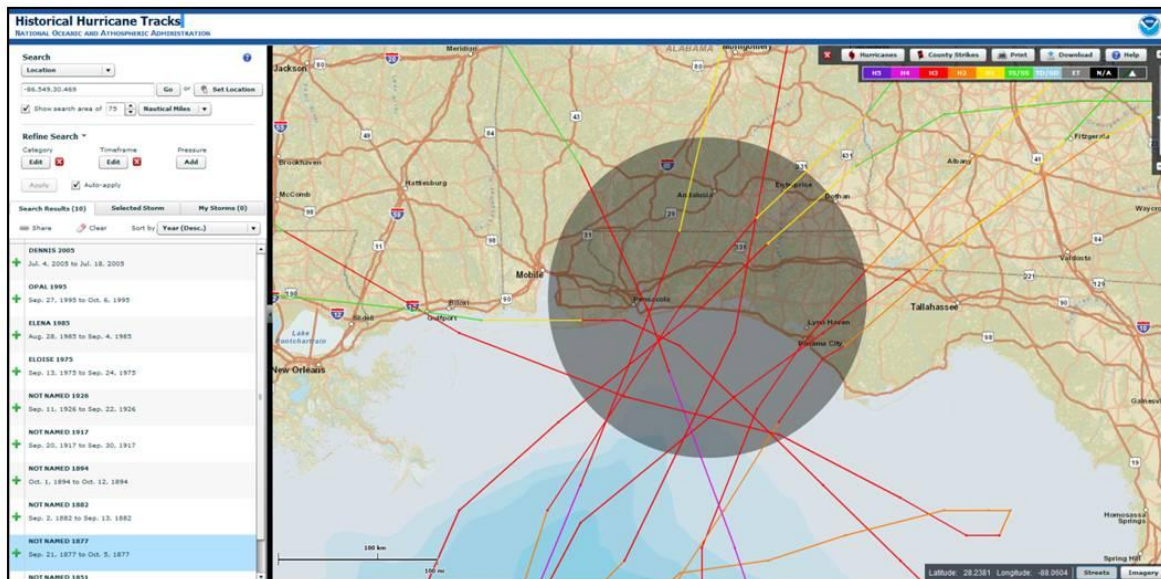 Historical Hurricane Tracks
NATIONAL OCEANIC AND ATMOSPHERIC ADMINISTRATION
Search
Location
-86.549,30.469
Go
or
Set Location
Show search area of
75
Nautical Miles
Refine Search
Category
Timeframe
Pressure
Edit
Edit
Add
Apply
Auto-apply
Search Results (10)
Selected Storm
My Storms (0)
Share
Clear
Sort by
Year (Desc.)
DENNIS 2005
Jul. 4, 2005 to Jul. 18, 2005
OPAL 1995
Sep. 27, 1995 to Oct. 6, 1995
ELENA 1985
Aug. 28, 1985 to Sep. 4, 1985
ELOISE 1975
Sep. 13, 1975 to Sep. 24, 1975
NOT NAMED 1926
Sep. 11, 1926 to Sep. 22, 1926
NOT NAMED 1917
Sep. 20, 1917 to Sep. 30, 1917
NOT NAMED 1894
Oct. 1, 1894 to Oct. 12, 1894
NOT NAMED 1882
Sep. 2, 1882 to Sep. 13, 1882
NOT NAMED 1877
Sep. 21, 1877 to Oct. 5, 1877
NOT NAMED 1851
Hurricanes
County Strikes
Print
Download
Help
H5
H4
H3
H2
H1
TS/SS
TD/SD
ET
N/A
ALABAMA
Montgomery
Meridian
Jackson
Brookhaven
McComb
Hattiesburg
Mobile
Biloxi
Gulfport
Slidell
Lake
Pontchartrain
New Orleans
Andalusia
Enterprise
Dothan
Pensacola
Lynn Haven
Panama City
Albany
Fitzgerald
Waycro
Valdosta
Tallahassee
Gainesvi
Homosassa
Springs
Spring Hill
100 km
100 mi
Latitude: 28.2381 Longitude: -88.0604
Streets
Imagery